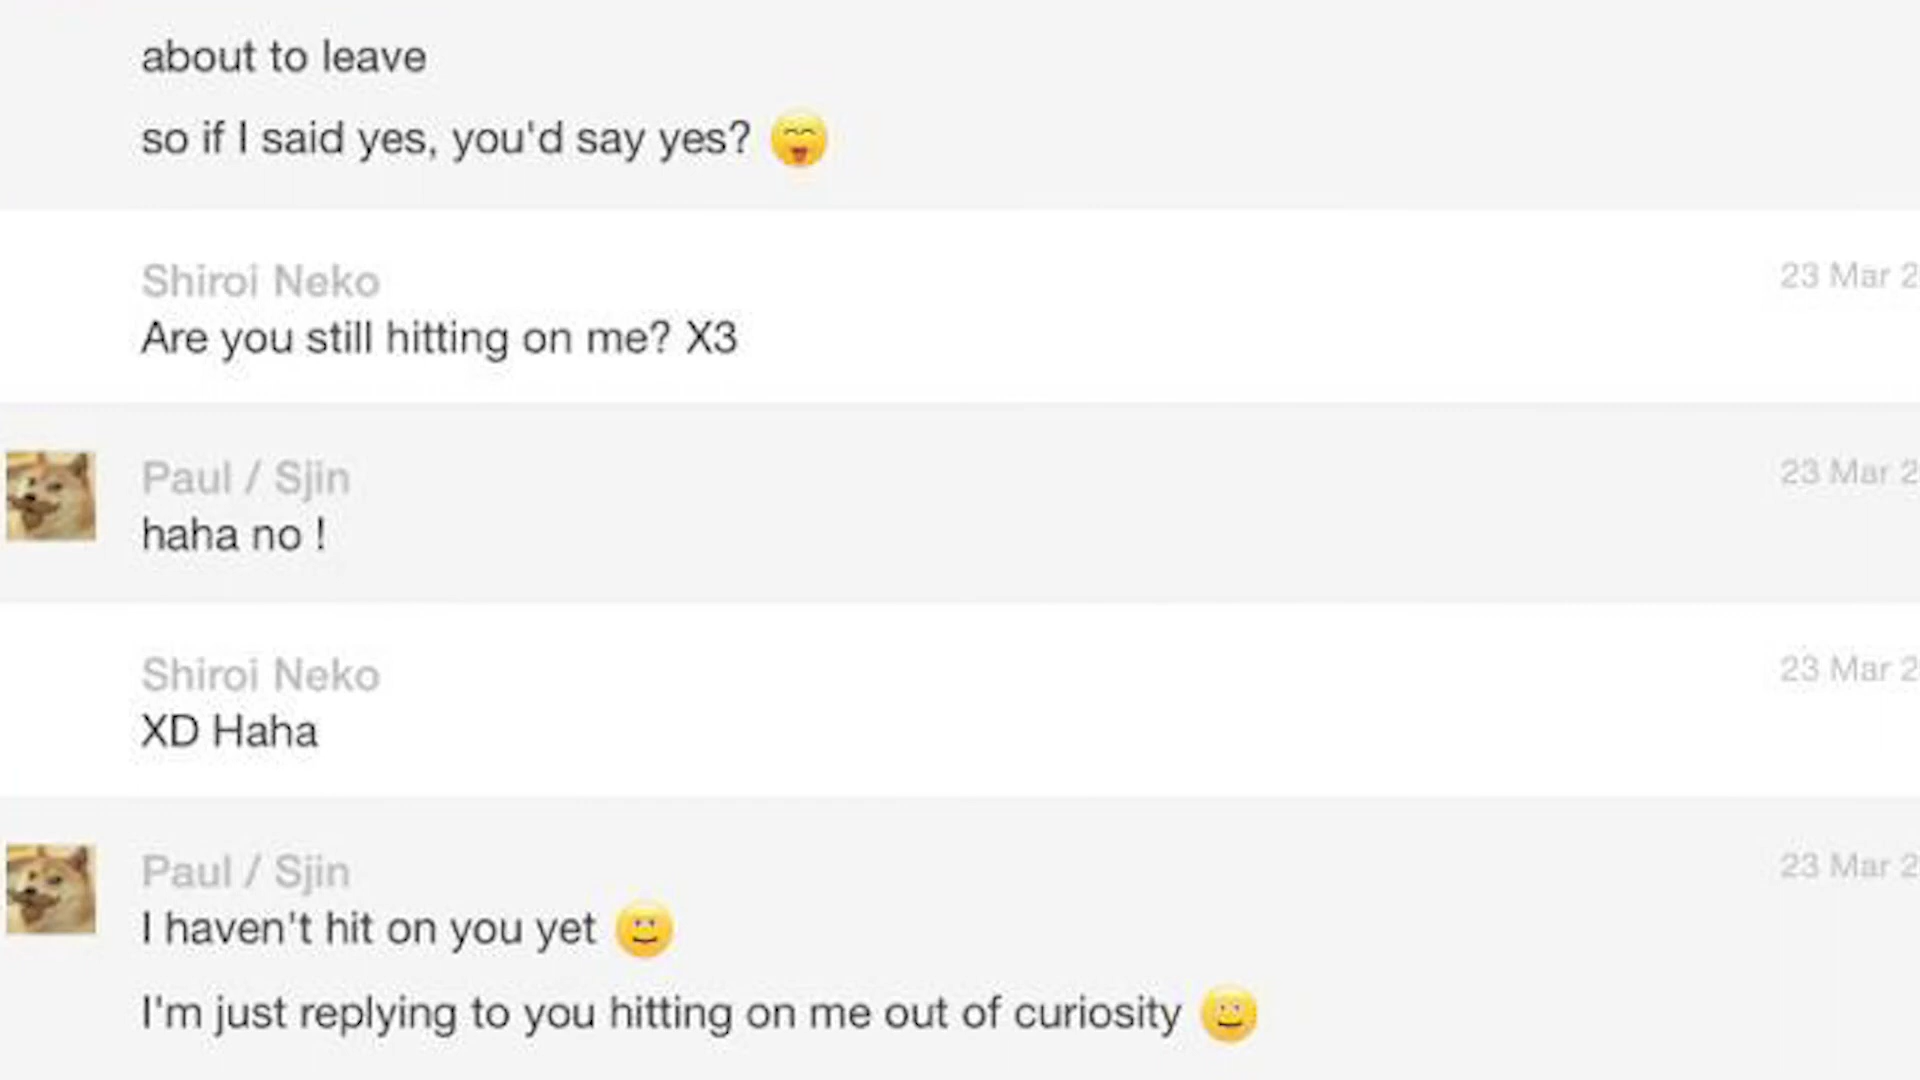 about to leave
so if I said yes, you'd say yes?
Shiroi Neko
23 Mar 2
Are you still hitting on me? X3
Paul / Sjin
23 Mar 2
haha no !
Shiroi Neko
23 Mar 2
XD Haha
Paul / Sjin
23 Mar 2
I haven't hit on you yet
I'm just replying to you hitting on me out of curiosity